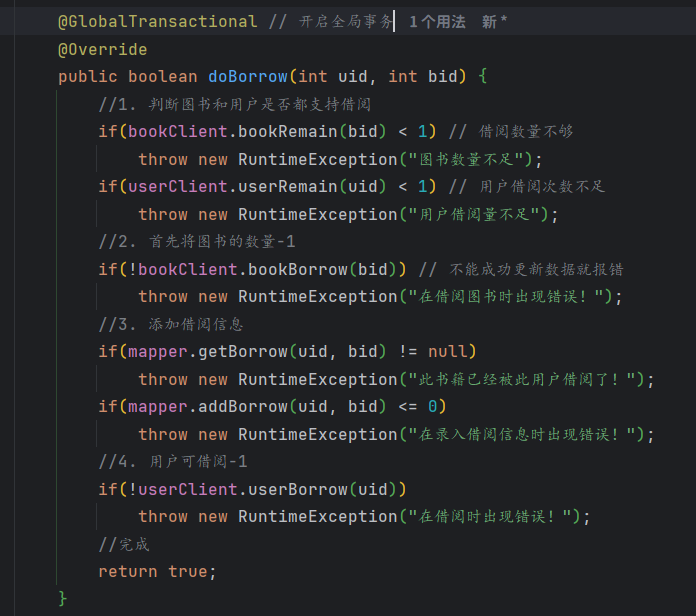 @GlobalTransactional // 开启全局事务 1 个用法 新 *
@Override
public boolean doBorrow(int uid, int bid) {
//1. 判断图书和用户是否都支持借阅
if(bookClient.bookRemain(bid) < 1) // 借阅数量不够
throw new RuntimeException("图书数量不足");
if(userClient.userRemain(uid) < 1) // 用户借阅次数不足
throw new RuntimeException("用户借阅量不足");
//2. 首先将图书的数量-1
if(!bookClient.bookBorrow(bid)) // 不能成功更新数据就报错
throw new RuntimeException("在借阅图书时出现错误！");
//3. 添加借阅信息
if(mapper.getBorrow(uid, bid) != null)
throw new RuntimeException("此书籍已经被此用户借阅了！");
if(mapper.addBorrow(uid, bid) <= 0)
throw new RuntimeException("在录入借阅信息时出现错误！");
//4. 用户可借阅-1
if(!userClient.userBorrow(uid))
throw new RuntimeException("在借阅时出现错误！");
//完成
return true;
}